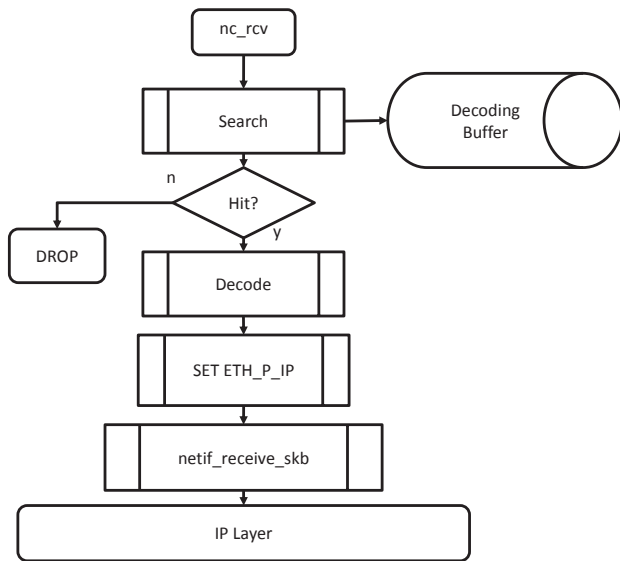 nc_rcv
Search
Decoding
Buffer
n
Hit?
y
DROP
Decode
SET ETH_P_IP
netif_receive_skb
IP Layer